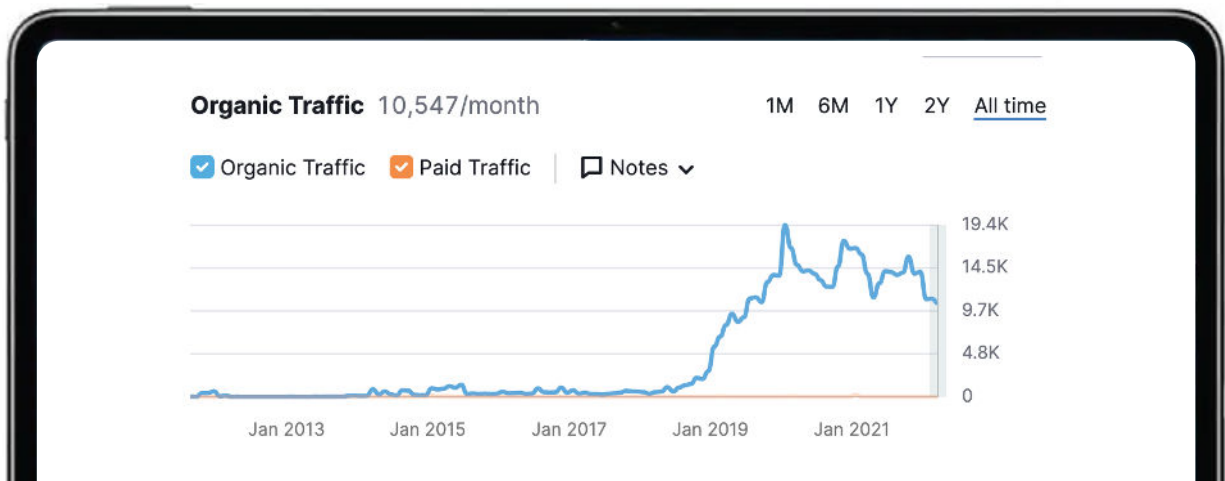 Organic Traffic 10,547/month
1M 6M 1Y 2Y All time
Organic Traffic Paid Traffic Notes
19.4K
14.5K
9.7K
4.8K
0
Jan 2013 Jan 2015 Jan 2017 Jan 2019 Jan 2021